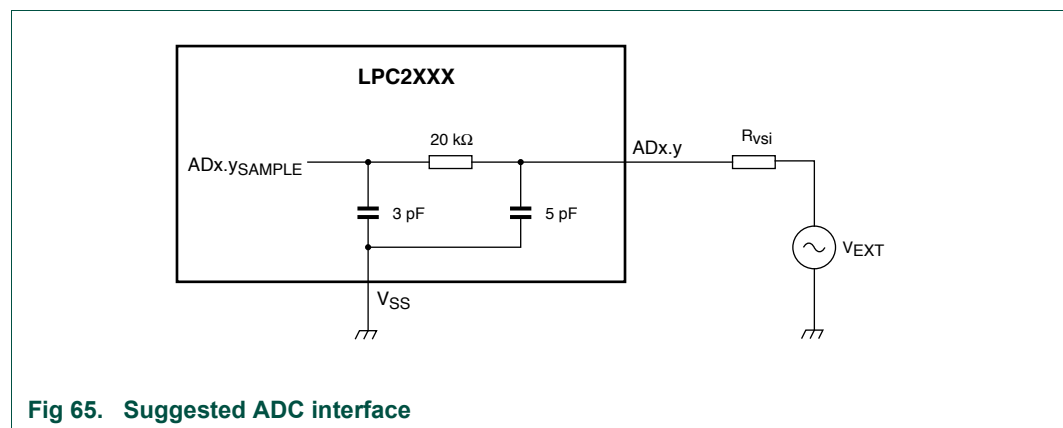 LPC2XXX
20 kΩ
ADx.y
Rvsi
ADx.ySAMPLE
3 pF
5 pF
VEXT
VSS
Fig 65. Suggested ADC interface